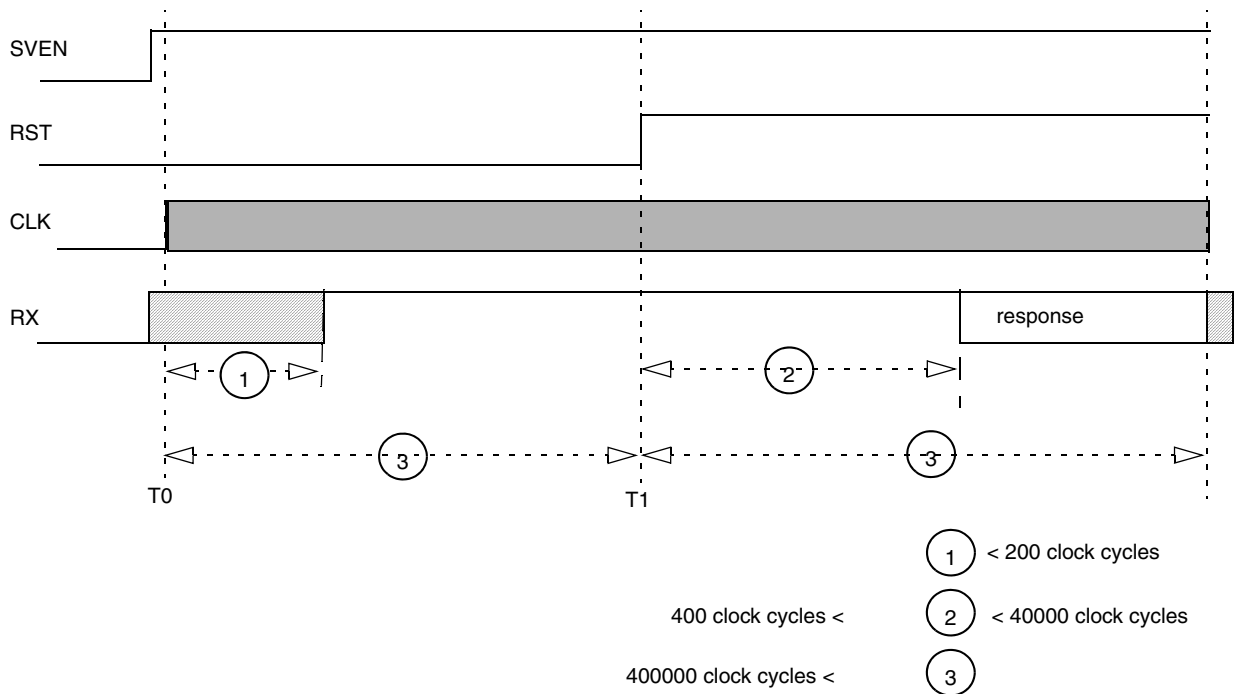 SVEN
RST
CLK
RX
response
1
2
3
3
T0
T1
1 < 200 clock cycles
400 clock cycles < 2 < 40000 clock cycles
400000 clock cycles < 3